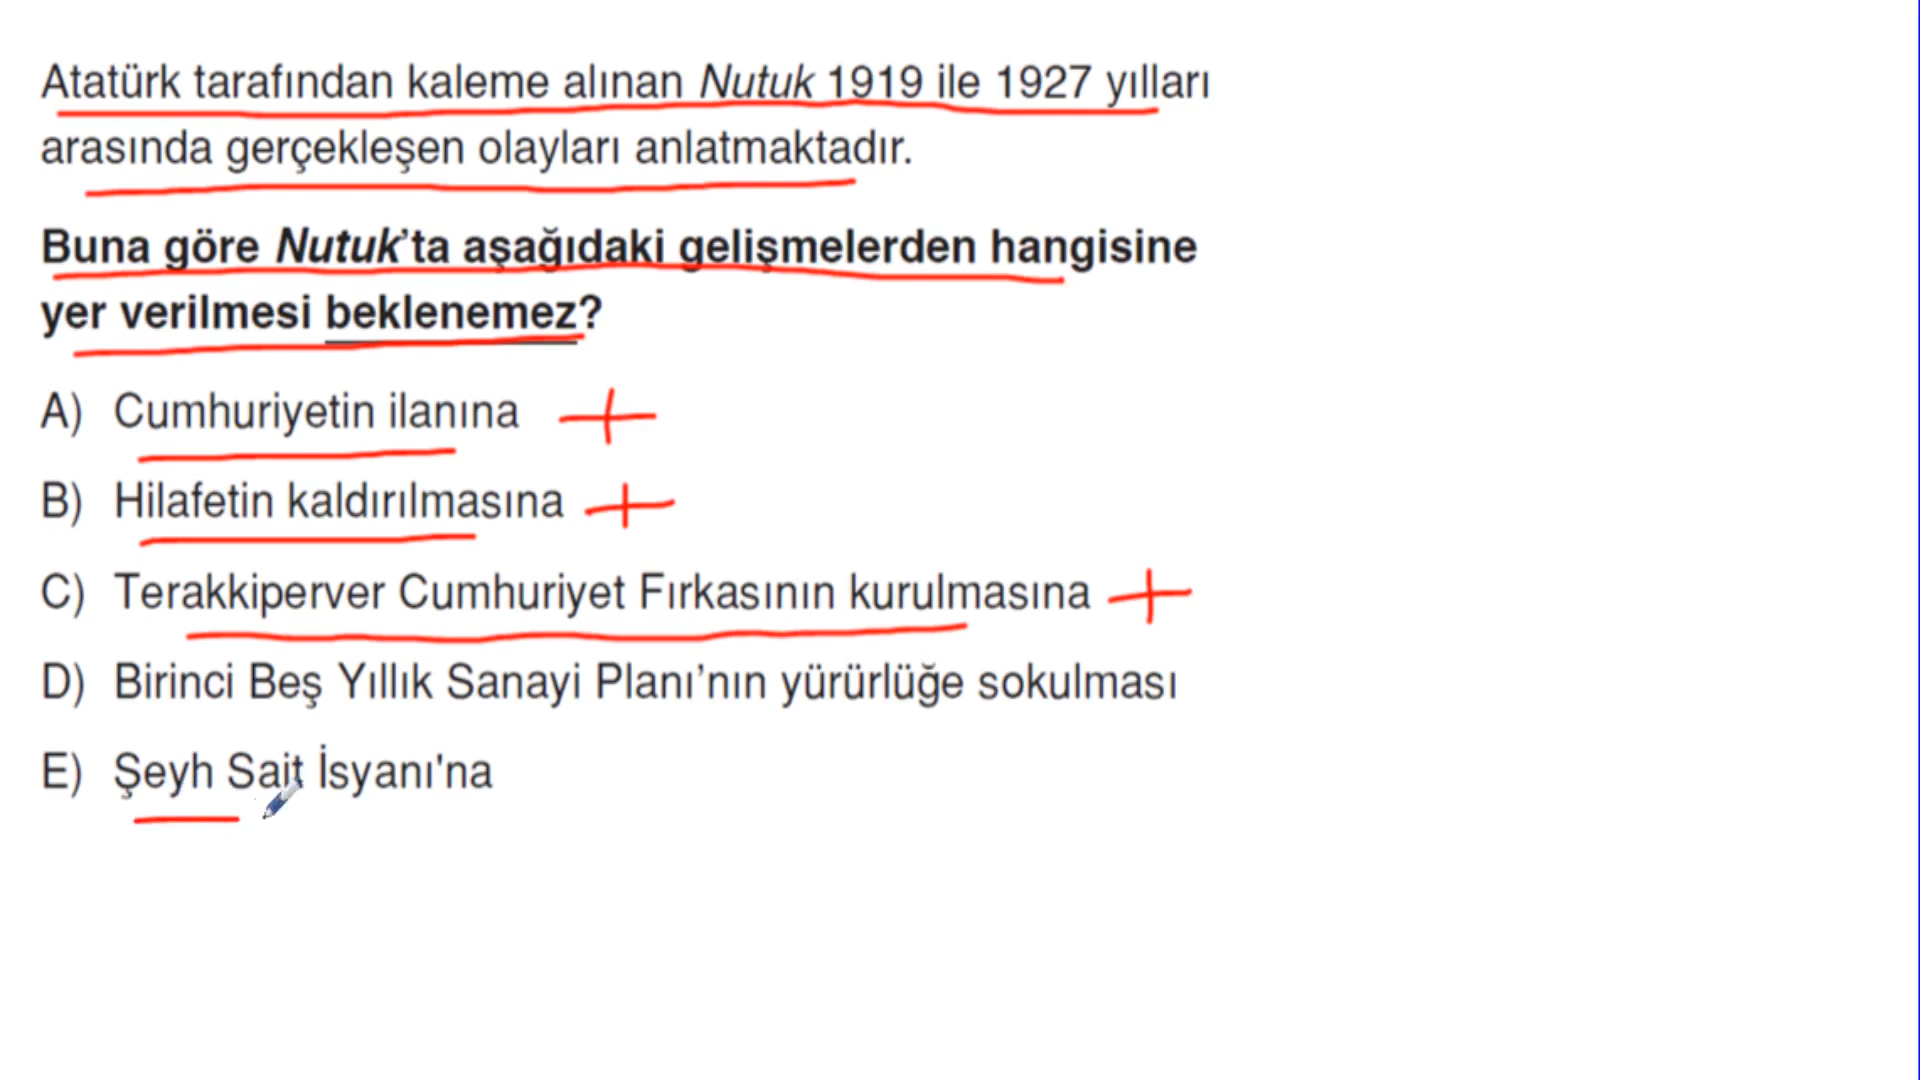 Atatürk tarafından kaleme alınan Nutuk 1919 ile 1927 yılları
arasında gerçekleşen olayları anlatmaktadır.
Buna göre Nutuk’ta aşağıdaki gelişmelerden hangisine
yer verilmesi beklenemez?
A) Cumhuriyetin ilanına
B) Hilafetin kaldırılmasına
C) Terakkiperver Cumhuriyet Fırkasının kurulmasına
D) Birinci Beş Yıllık Sanayi Planı’nın yürürlüğe sokulması
E) Şeyh Sait İsyanı'na